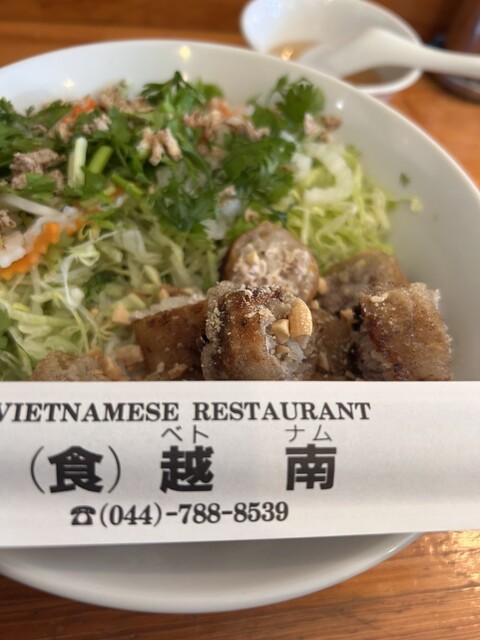 VIETNAMESE RESTAURANT
ベト ナム
(食) 越 南
☎(044)-788-8539